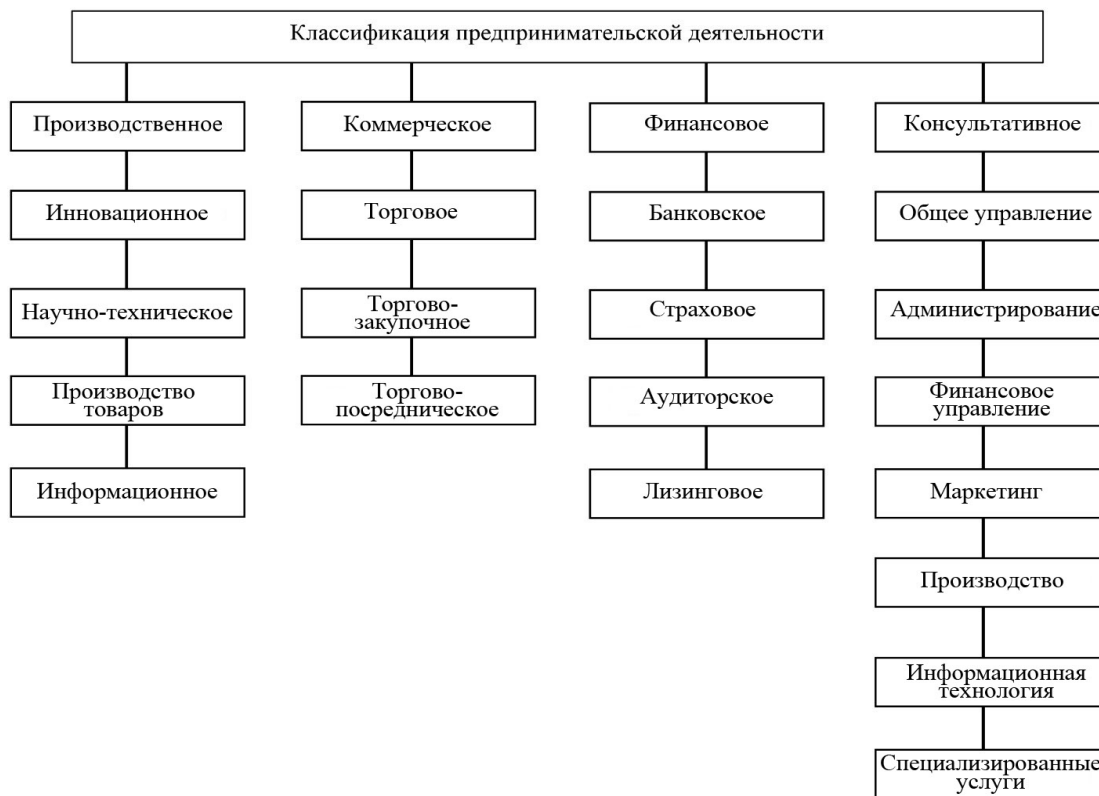 Классификация предпринимательской деятельности
Производственное
Коммерческое
Финансовое
Консультативное
Инновационное
Торговое
Банковское
Общее управление
Научно-техническое
Торгово-
закупочное
Страховое
Администрирование
Производство
товаров
Торгово-
посредническое
Аудиторское
Финансовое
управление
Информационное
Лизинговое
Маркетинг
Производство
Информационная
технология
Специализированные
услуги